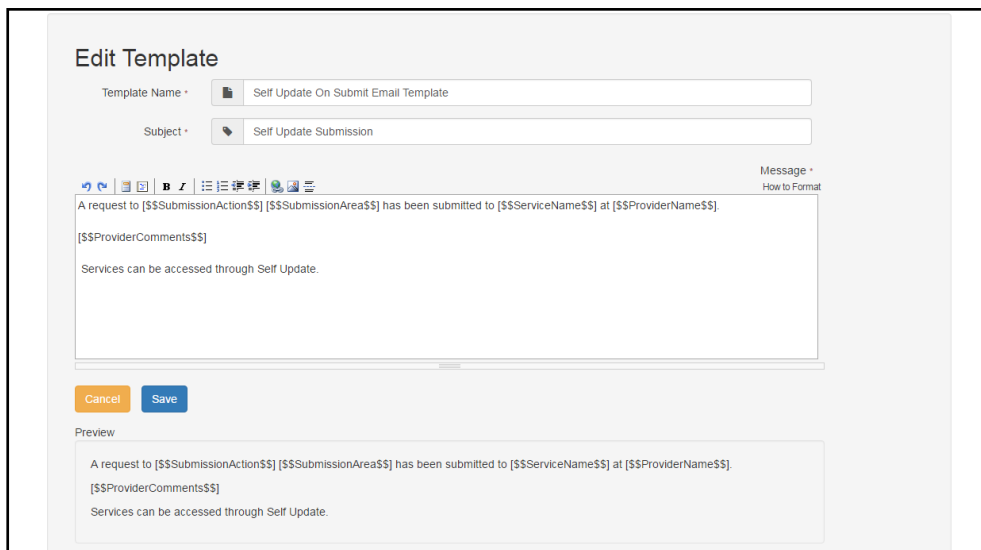 Edit Template
Template Name *
Self Update On Submit Email Template
Subject *
Self Update Submission
Message *
How to Format
B I
A request to [$$SubmissionAction$$] [$$SubmissionArea$$] has been submitted to [$$ServiceName$$] at [$$ProviderName$$].
[$$ProviderComments$$]
Services can be accessed through Self Update.
Cancel Save
Preview
A request to [$$SubmissionAction$$] [$$SubmissionArea$$] has been submitted to [$$ServiceName$$] at [$$ProviderName$$].
[$$ProviderComments$$]
Services can be accessed through Self Update.